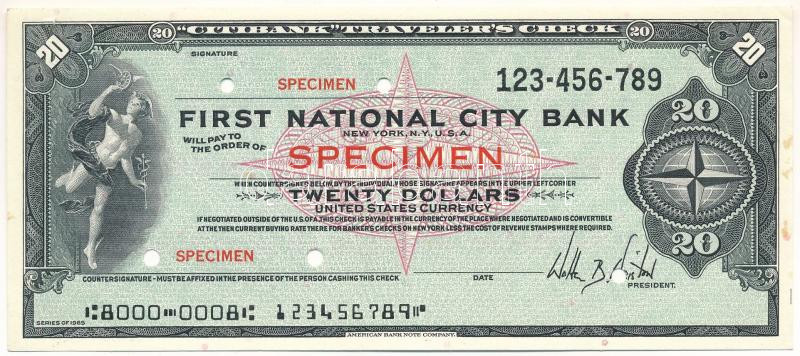 20 20 "CITIBANK" TRAVELER'S CHECK 20 20
SIGNATURE
SPECIMEN 123-456-789
FIRST NATIONAL CITY BANK 20
NEW YORK, N.Y., U.S.A.
WILL PAY TO
THE ORDER OF SPECIMEN
WHEN COUNTERSIGNED BELOW BY THE INDIVIDUAL WHOSE SIGNATURE APPEARS IN THE UPPER LEFT CORNER
TWENTY DOLLARS
UNITED STATES CURRENCY
IF NEGOTIATED OUTSIDE OF THE U.S. OF A. THIS CHECK IS PAYABLE IN THE CURRENCY OF THE PLACE WHERE NEGOTIATED AND IS CONVERTIBLE
AT THE THEN CURRENT BUYING RATE THERE FOR BANKER'S CHECKS ON NEW YORK LESS THE COST OF REVENUE STAMPS WHERE REQUIRED.
20
SPECIMEN
COUNTERSIGNATURE - MUST BE AFFIXED IN THE PRESENCE OF THE PERSON CASHING THIS CHECK DATE
PRESIDENT.
⑆8000⑉0008⑆ 123456789⑈
SERIES OF 1965
AMERICAN BANK NOTE COMPANY.